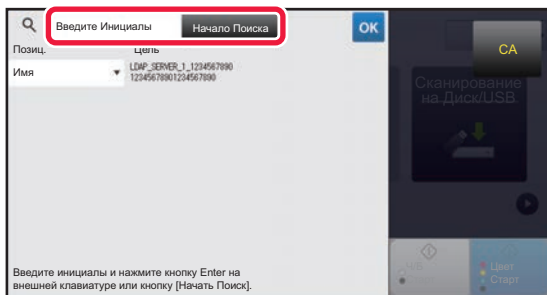 Введите Инициалы
Начало Поиска
OK
CA
Позиц.
Цель
Имя
LDAP_SERVER_1_1234567890
12345678901234567890
Сканирование
на Диск/USB
Введите инициалы и нажмите кнопку Enter на
внешней клавиатуре или кнопку [Начать Поиск].
Ч/Б
Цвет
Старт